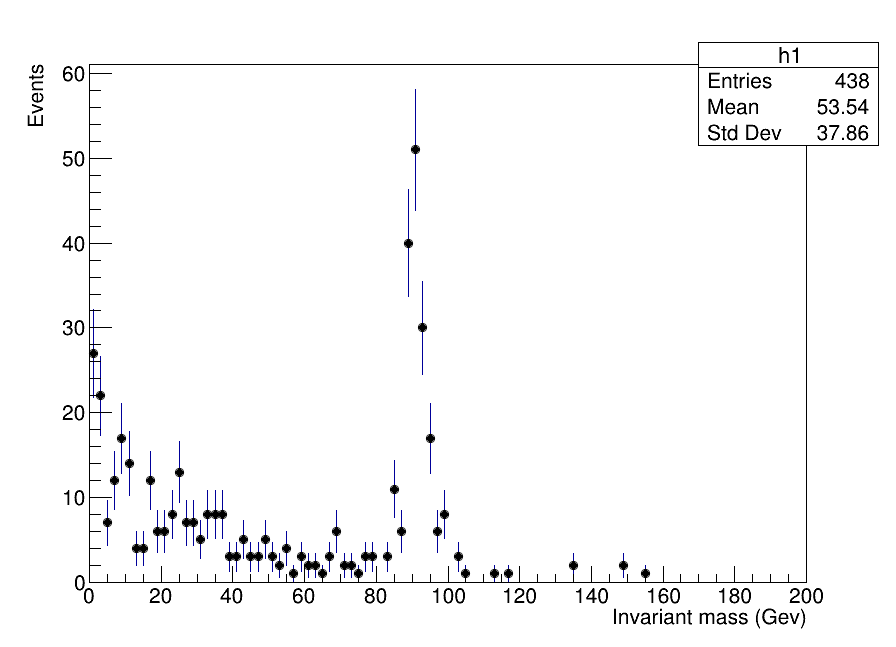 h1
Entries 438
Mean 53.54
Std Dev 37.86
Events
60
50
40
30
20
10
0
0 20 40 60 80 100 120 140 160 180 200
Invariant mass (Gev)